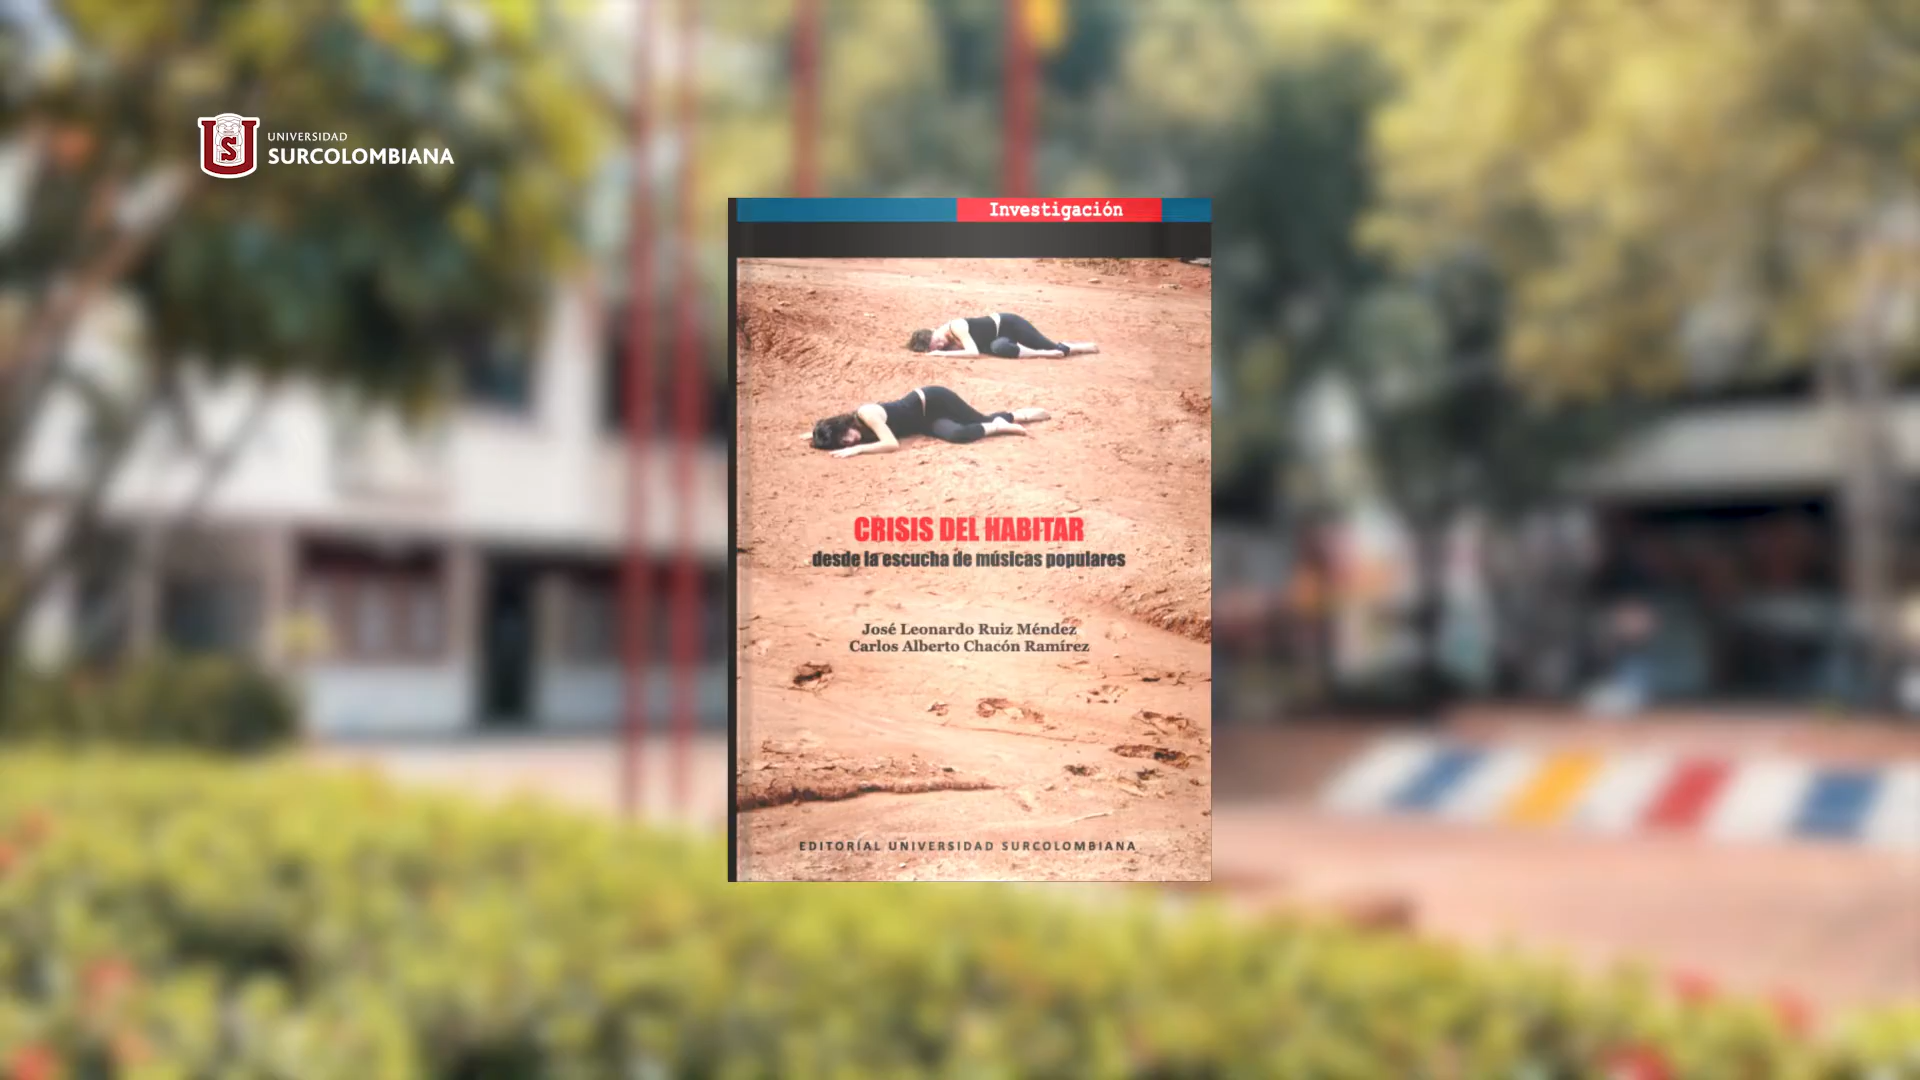 UNIVERSIDAD
SURCOLOMBIANA
Investigación
CRISIS DEL HABITAR
desde la escucha de músicas populares
José Leonardo Ruiz Méndez
Carlos Alberto Chacón Ramírez
EDITORIAL UNIVERSIDAD SURCOLOMBIANA